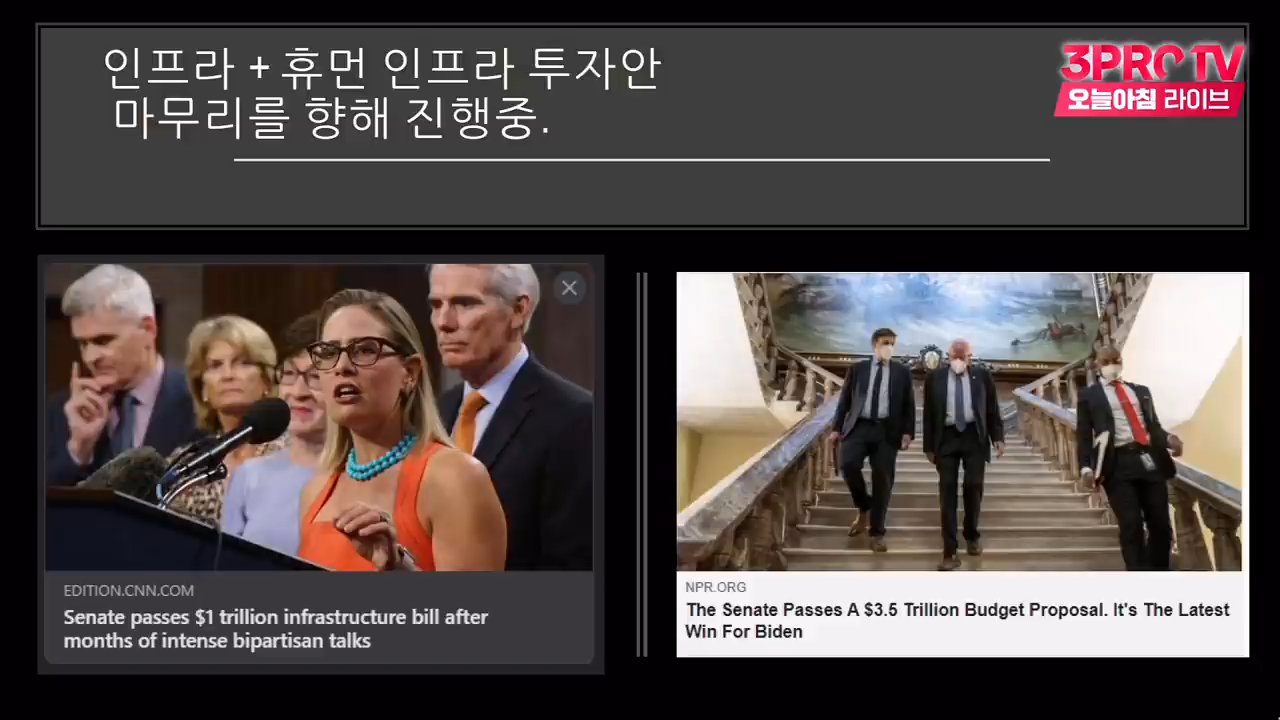 인프라 + 휴먼 인프라 투자안
마무리를 향해 진행중.
3PRO TV
오늘아침 라이브
EDITION.CNN.COM
Senate passes $1 trillion infrastructure bill after
months of intense bipartisan talks
NPR.ORG
The Senate Passes A $3.5 Trillion Budget Proposal. It's The Latest
Win For Biden